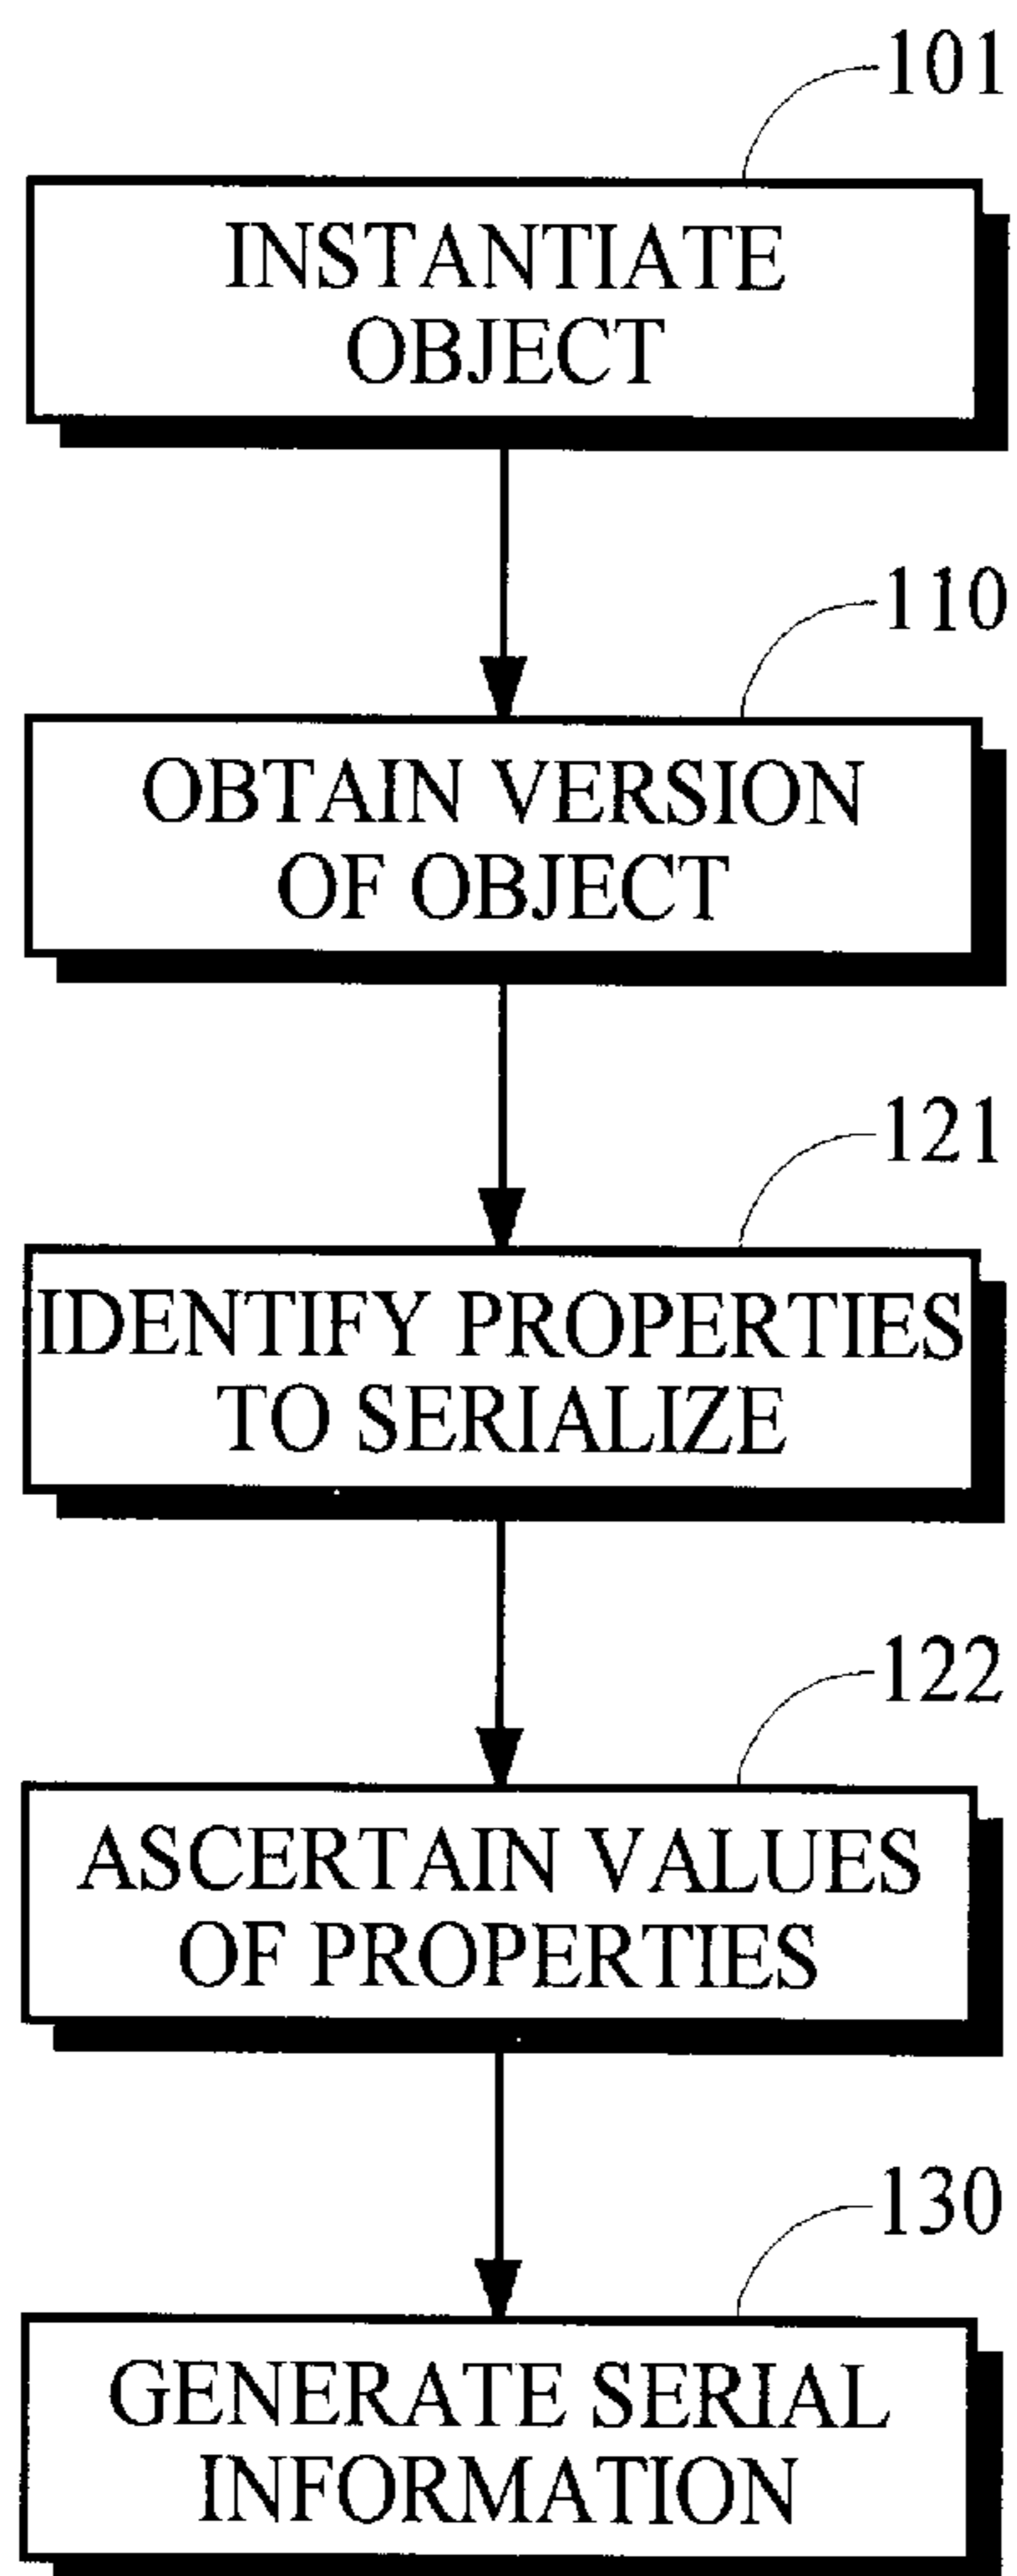 101
INSTANTIATE
OBJECT
110
OBTAIN VERSION
OF OBJECT
121
IDENTIFY PROPERTIES
TO SERIALIZE
122
ASCERTAIN VALUES
OF PROPERTIES
130
GENERATE SERIAL
INFORMATION